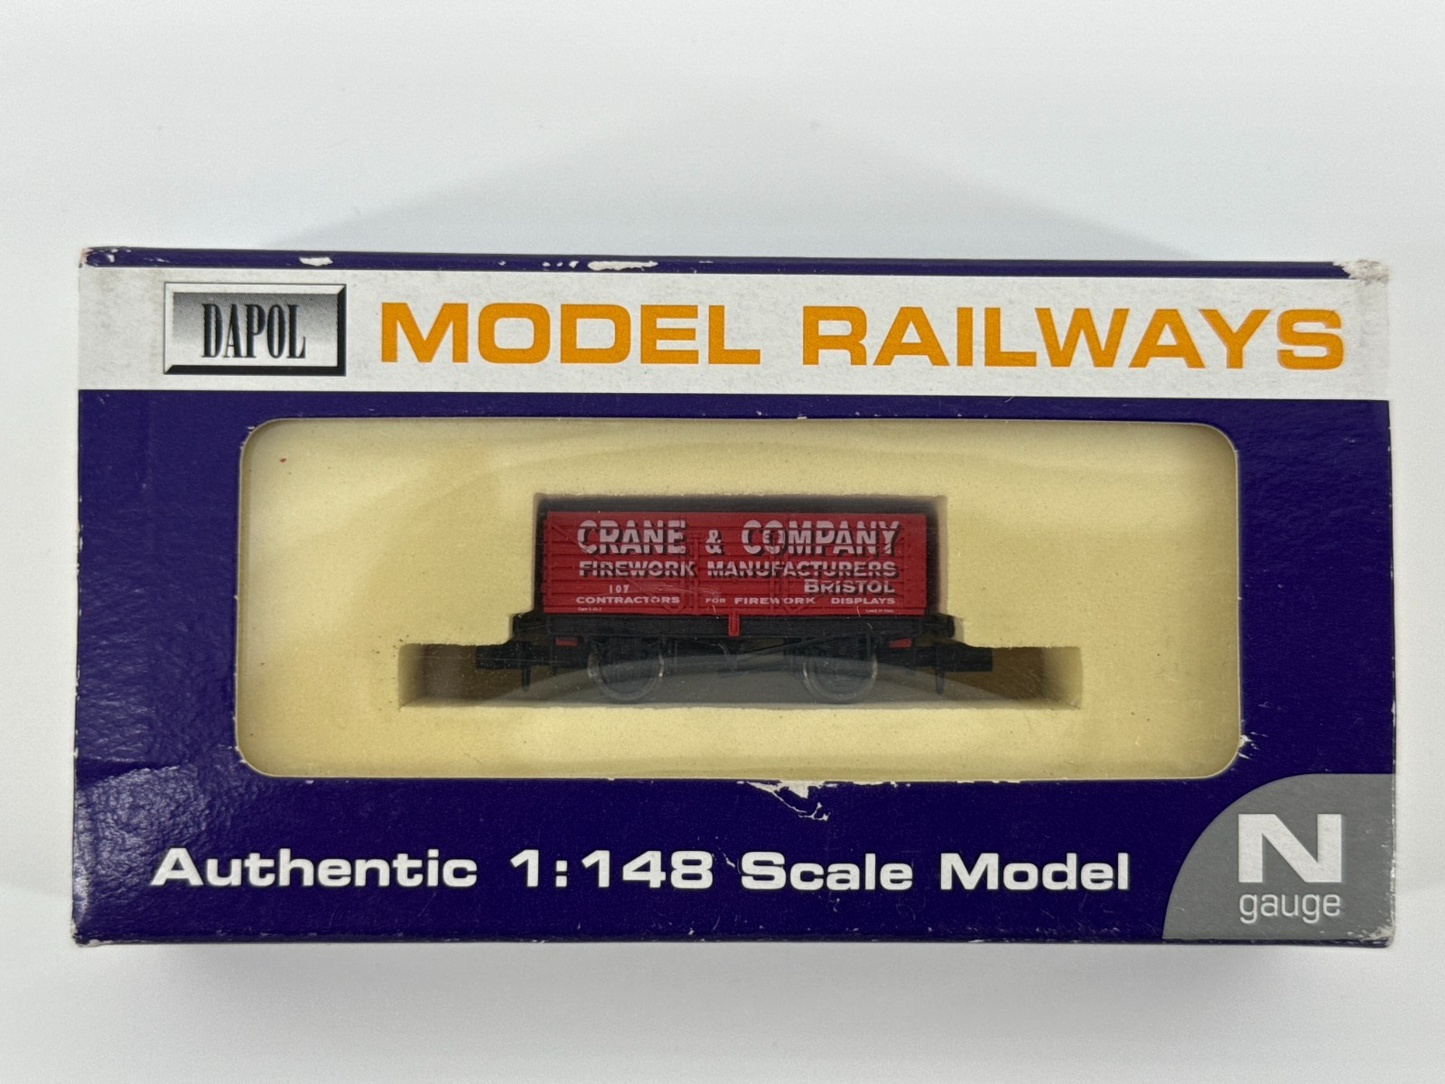 DAPOL
MODEL RAILWAYS
CRANE & COMPANY
FIREWORK MANUFACTURERS
BRISTOL
107
CONTRACTORS FOR FIREWORK DISPLAYS
Authentic 1:148 Scale Model
N
gauge